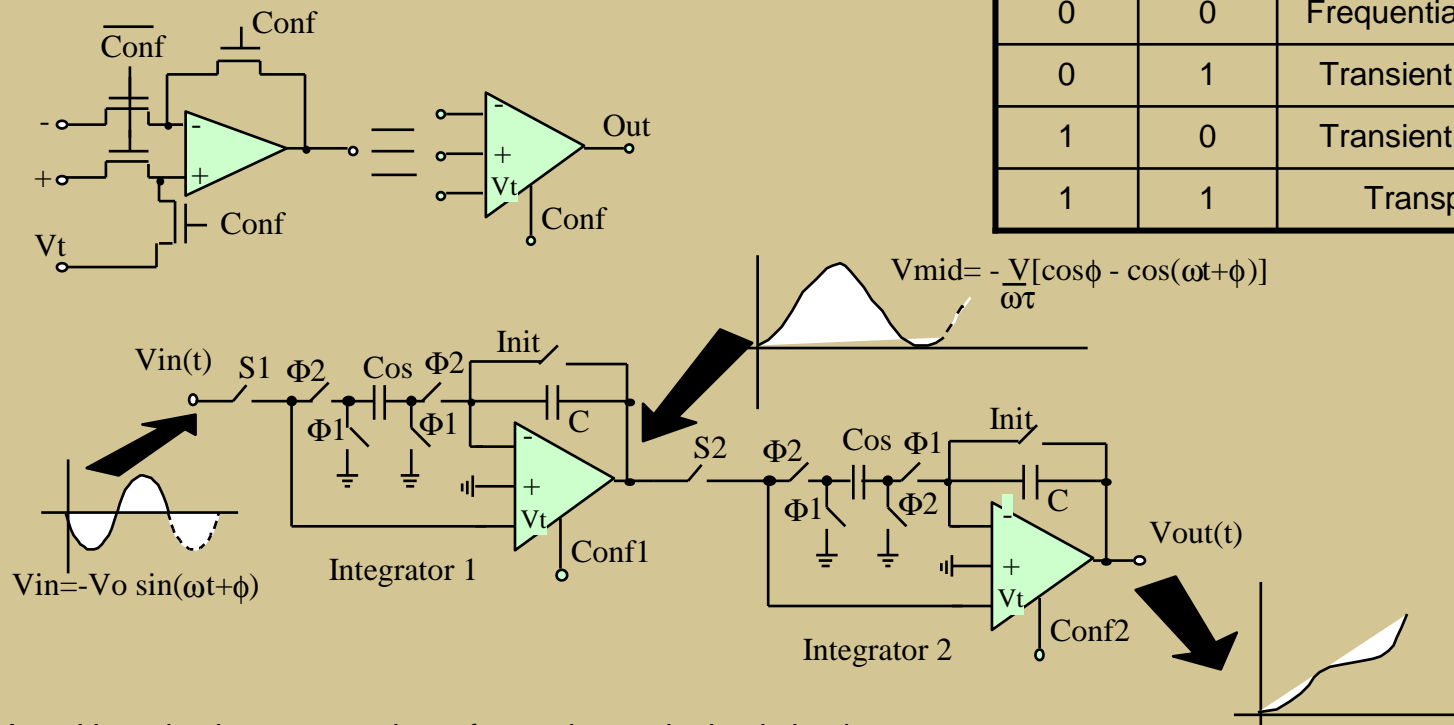 Conf
Conf
-
+
-
+
Conf
Vt
-
+
Vt
Out
Conf
0 0
0 1 Transient
1 0 Transient
1 1
Vmid= - V[cosϕ - cos(ωt+ϕ)]
ωτ
Vin(t)
S1
Φ2
Cos
Φ2
Init
Φ1
Φ1
C
-
+
Vt
Conf1
Integrator 1
Vin=-Vo sin(ωt+ϕ)
S2
Φ2
Cos
Φ1
Init
Φ1
Φ2
C
-
+
Vt
Conf2
Integrator 2
Vout(t)